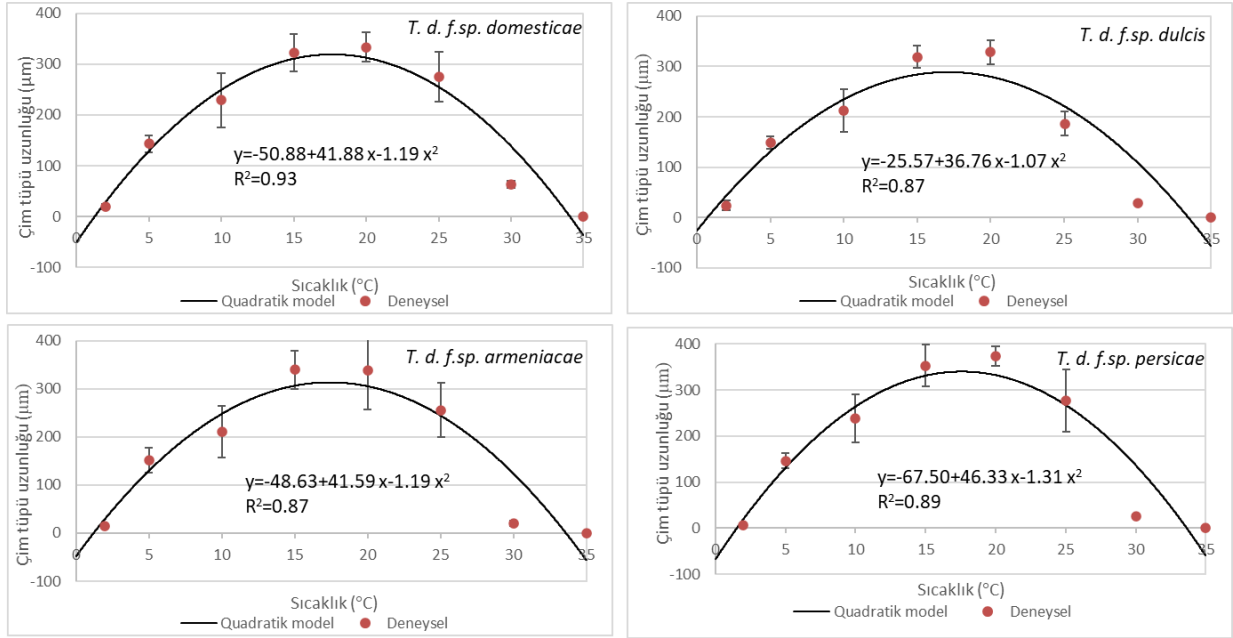 T. d. f.sp. domesticae
Çim tüpü uzunluğu (µm)
400
300
200
100
0
-100
0 5 10 15 20 25 30 35
y=-50.88+41.88 x-1.19 x²
R²=0.93
Sıcaklık (°C)
Quadratik model Deneysel
T. d. f.sp. dulcis
Çim tüpü uzunluğu (µm)
400
300
200
100
0
-100
0 5 10 15 20 25 30 35
y=-25.57+36.76 x-1.07 x²
R²=0.87
Sıcaklık (°C)
Quadratik model Deneysel
T. d. f.sp. armeniacae
Çim tüpü uzunluğu (µm)
400
300
200
100
0
-100
0 5 10 15 20 25 30 35
y=-48.63+41.59 x-1.19 x²
R²=0.87
Sıcaklık (°C)
Quadratik model Deneysel
T. d. f.sp. persicae
Çim tüpü uzunluğu (µm)
400
300
200
100
0
-100
0 5 10 15 20 25 30 35
y=-67.50+46.33 x-1.31 x²
R²=0.89
Sıcaklık (°C)
Quadratik model Deneysel